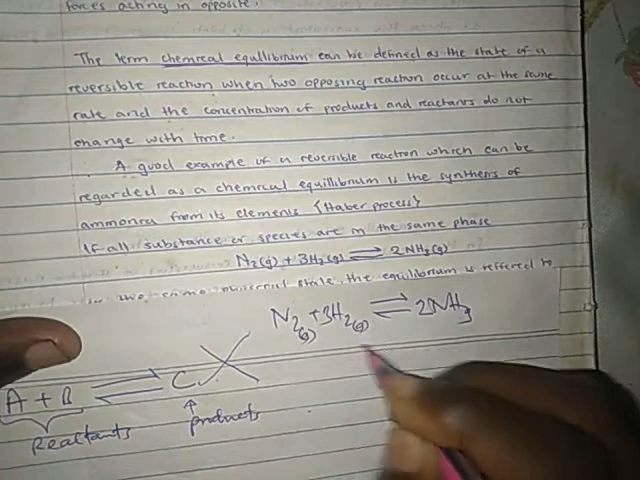 forces acting in opposite.
The term chemical equilibrium can be defined as the state of a
reversible reaction when two opposing reaction occur at the same
rate and the concentration of products and reactants do not
change with time.
A good example of a reversible reaction which can be
regarded as a chemical equilibrium is the synthesis of
ammonia from its elements {Haber process}
If all substance or species are in the same phase
N₂(g) + 3H₂(g) ⇌ 2NH₃(g)
state, the equilibrium is reffered to
N₂(g) + 3H₂(g) ⇌ 2NH₃
A + B ⇌ C
↑
Reactants
products